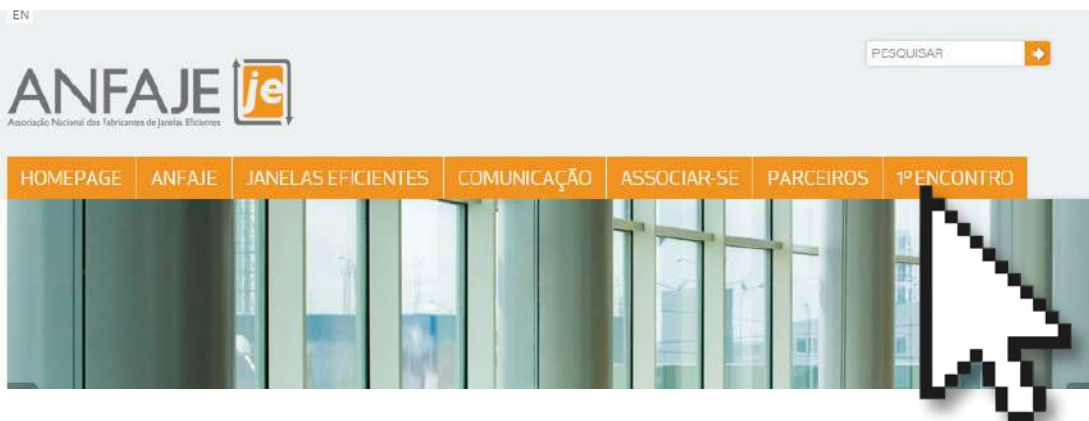 EN
PESQUISAR
ANFAJE je
Associação Nacional dos Fabricantes de Janelas Eficientes
HOMEPAGE ANFAJE JANELAS EFICIENTES COMUNICAÇÃO ASSOCIAR-SE PARCEIROS 1º ENCONTRO